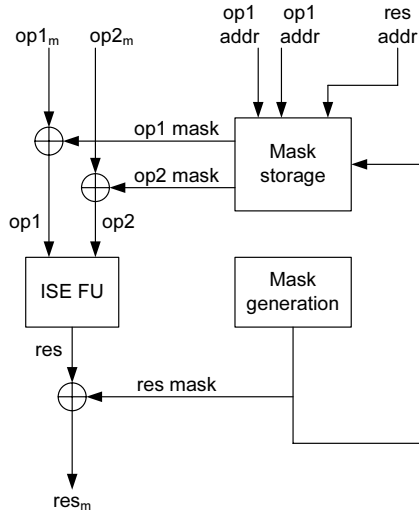 op1m
op2m
op1
addr
op1
addr
res
addr
op1 mask
op2 mask
Mask
storage
op1
op2
ISE FU
Mask
generation
res
res mask
resm